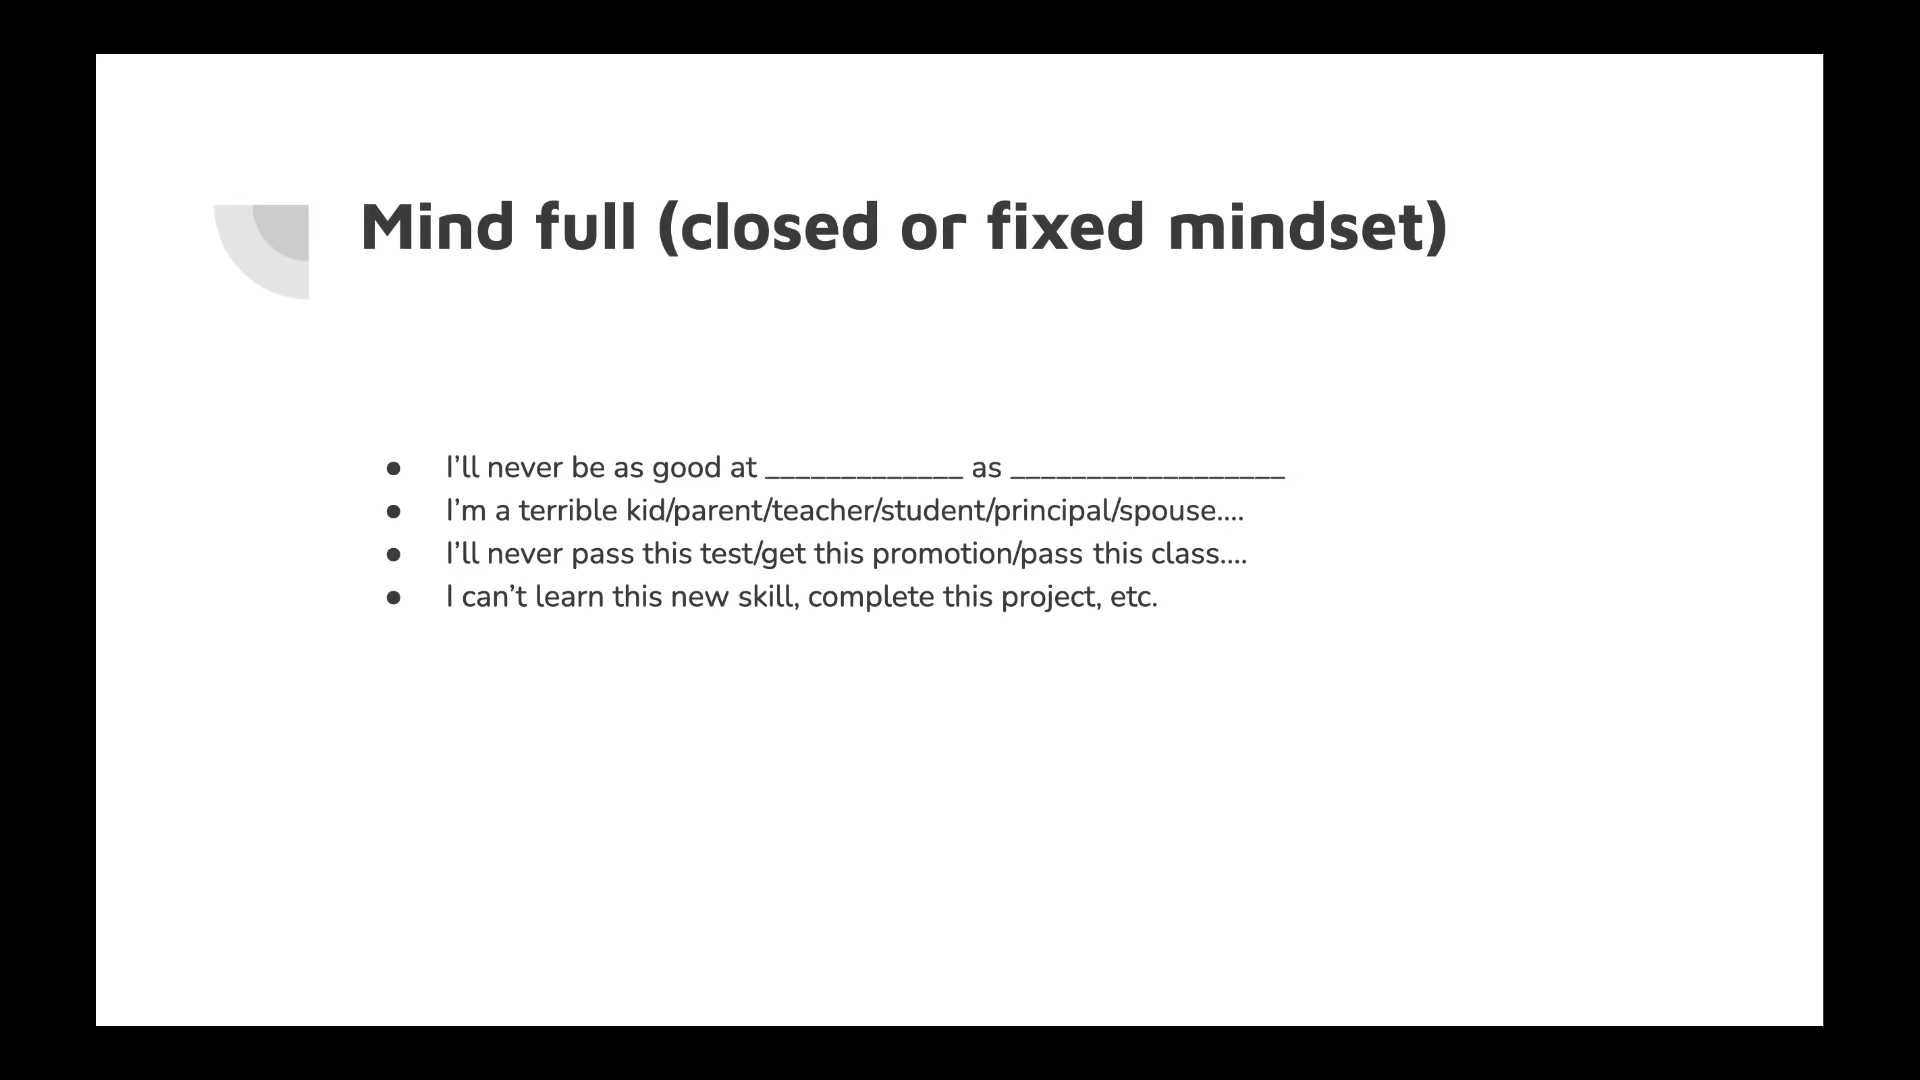 Mind full (closed or fixed mindset)
● I’ll never be as good at _____________ as __________________
● I’m a terrible kid/parent/teacher/student/principal/spouse....
● I’ll never pass this test/get this promotion/pass this class....
● I can’t learn this new skill, complete this project, etc.